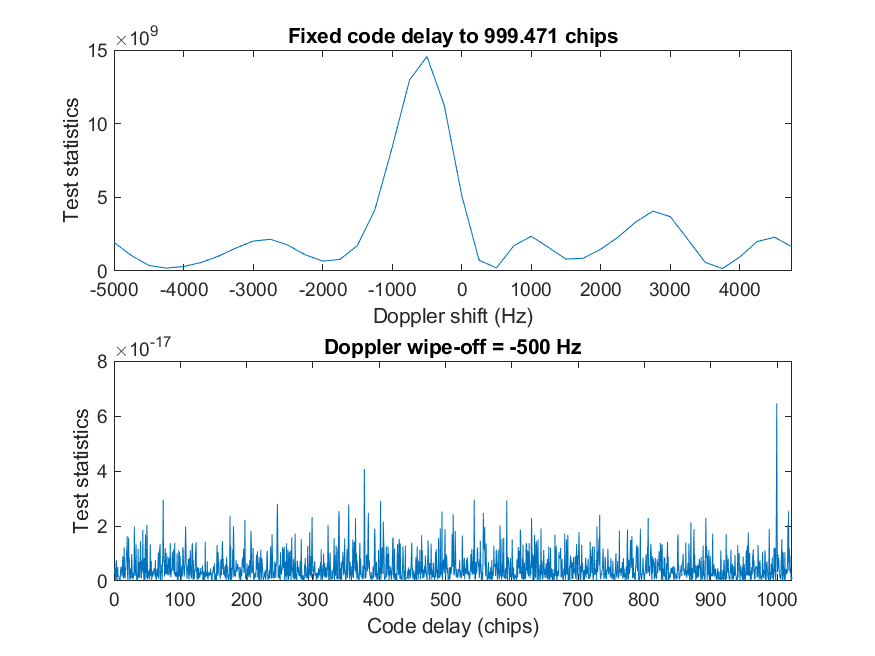 ×10⁹
Fixed code delay to 999.471 chips
15
10
5
0
Test statistics
-5000 -4000 -3000 -2000 -1000 0 1000 2000 3000 4000
Doppler shift (Hz)
×10⁻¹⁷
Doppler wipe-off = -500 Hz
8
6
4
2
0
Test statistics
0 100 200 300 400 500 600 700 800 900 1000
Code delay (chips)